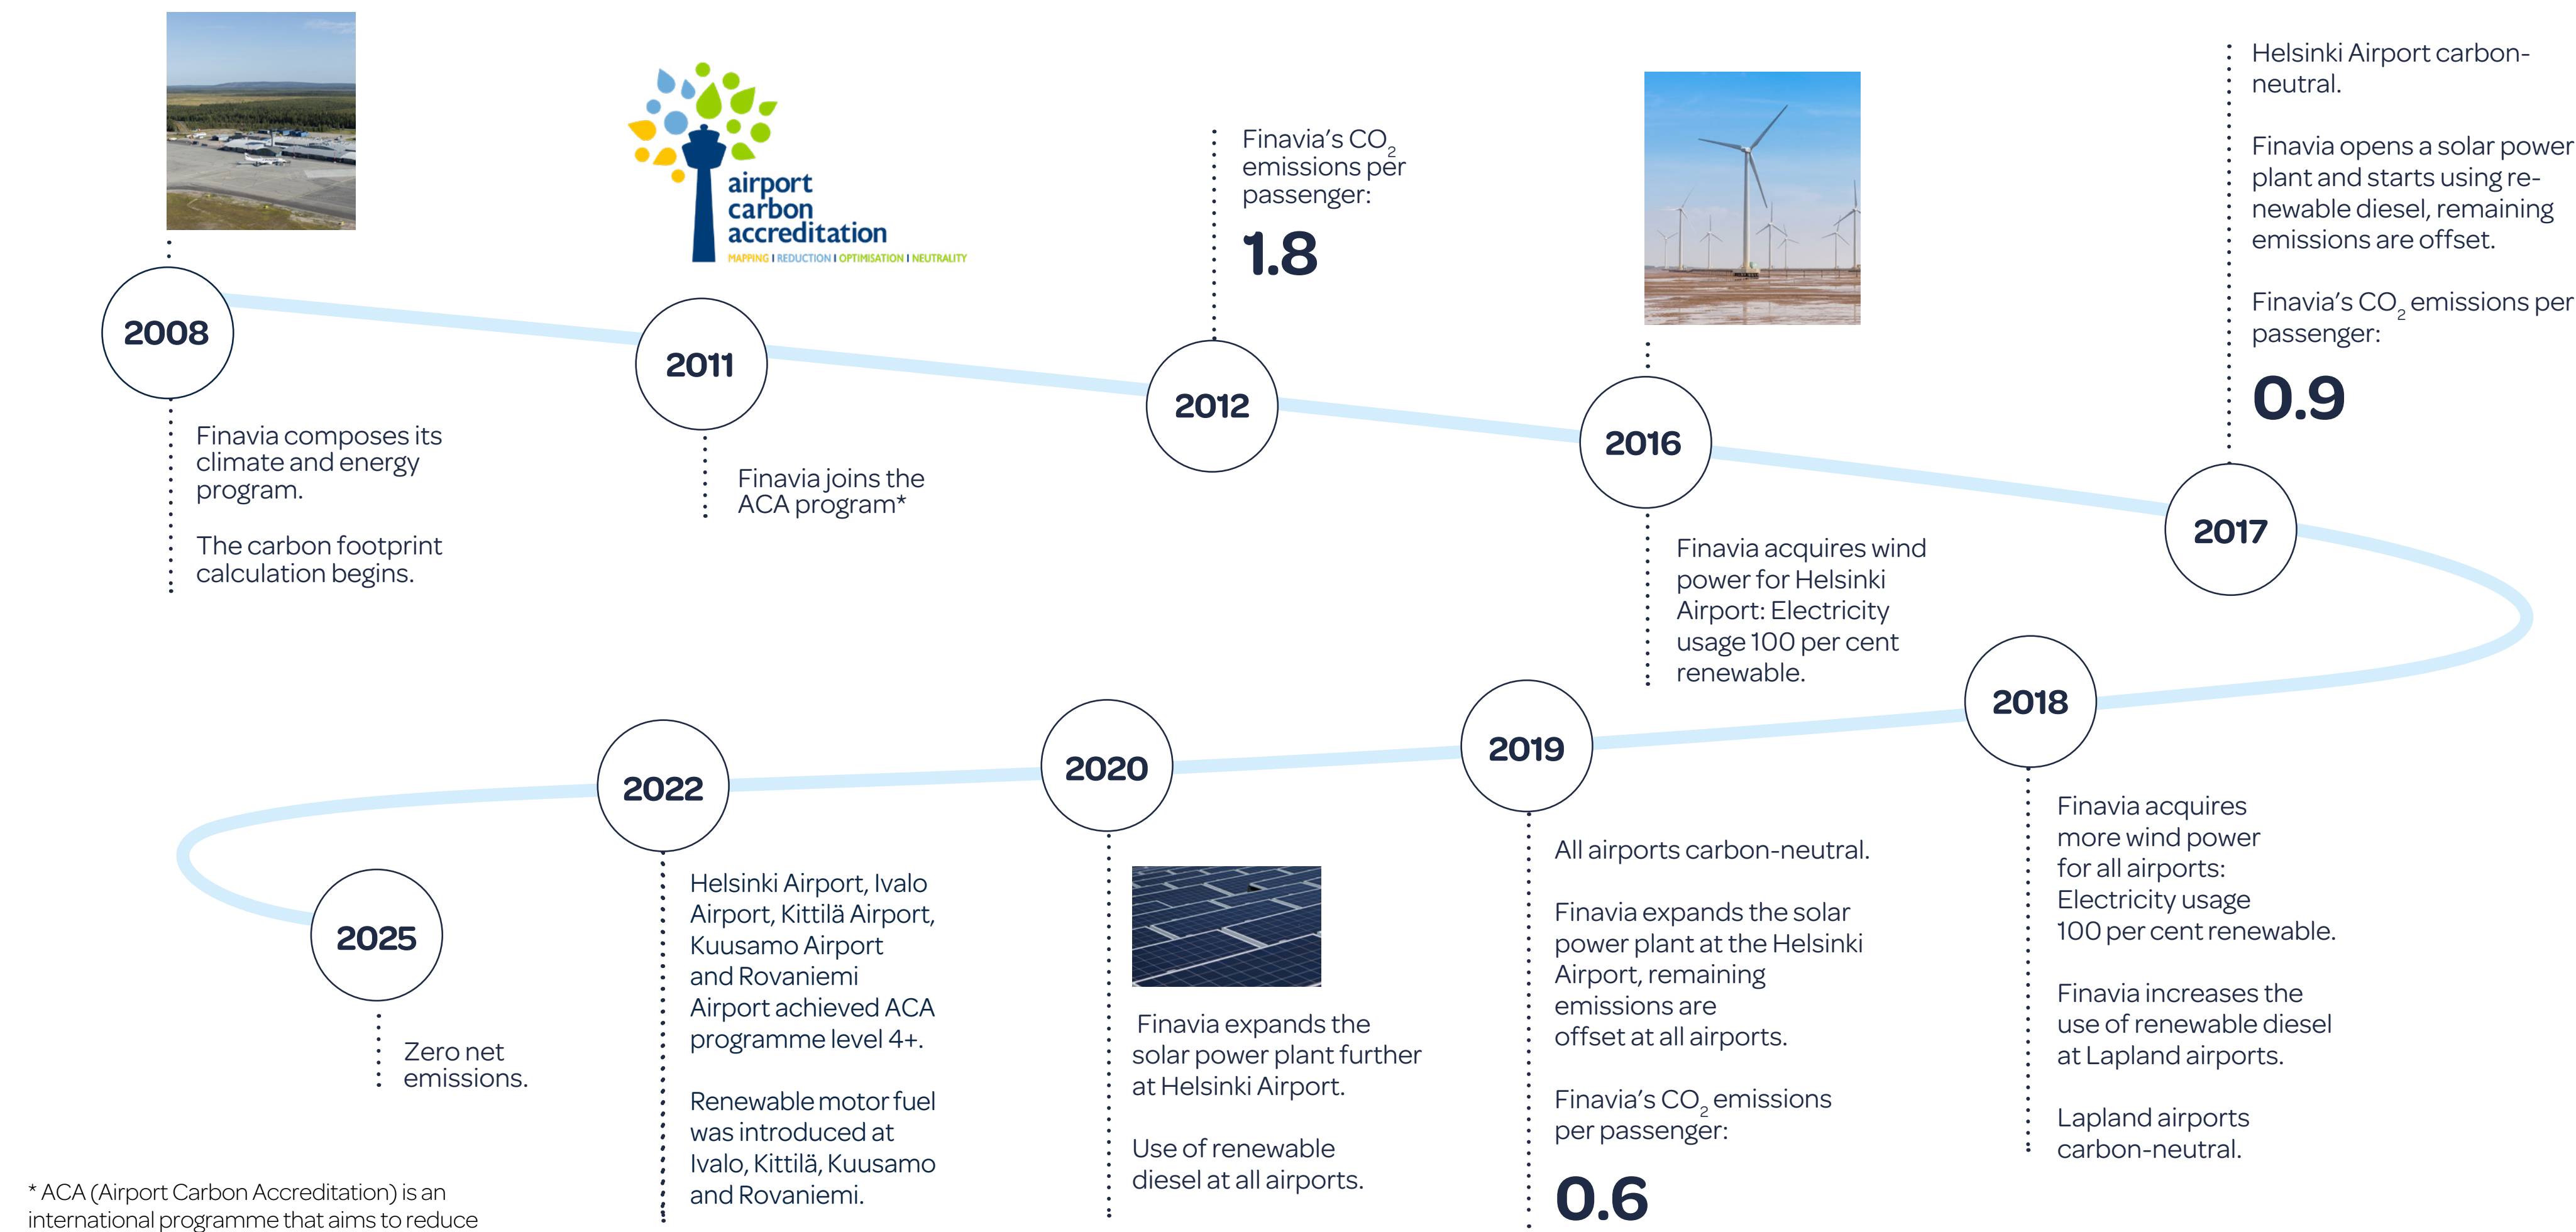 airport
carbon
accreditation
MAPPING I REDUCTION I OPTIMISATION I NEUTRALITY
2008
Finavia composes its
climate and energy
program.
The carbon footprint
calculation begins.
2011
Finavia joins the
ACA program*
Finavia's CO2
emissions per
passenger:
1.8
2012
2016
Finavia acquires wind
power for Helsinki
Airport: Electricity
usage 100 per cent
renewable.
Helsinki Airport carbon-
neutral.
Finavia opens a solar power
plant and starts using re-
newable diesel, remaining
emissions are offset.
Finavia's CO2 emissions per
passenger:
0.9
2017
2018
Finavia acquires
more wind power
for all airports:
Electricity usage
100 per cent renewable.
Finavia increases the
use of renewable diesel
at Lapland airports.
Lapland airports
carbon-neutral.
2019
All airports carbon-neutral.
Finavia expands the solar
power plant at the Helsinki
Airport, remaining
emissions are
offset at all airports.
Finavia's CO2 emissions
per passenger:
0.6
2020
Finavia expands the
solar power plant further
at Helsinki Airport.
Use of renewable
diesel at all airports.
2022
Helsinki Airport, Ivalo
Airport, Kittilä Airport,
Kuusamo Airport
and Rovaniemi
Airport achieved ACA
programme level 4+.
Renewable motor fuel
was introduced at
Ivalo, Kittilä, Kuusamo
and Rovaniemi.
2025
Zero net
emissions.
* ACA (Airport Carbon Accreditation) is an
international programme that aims to reduce